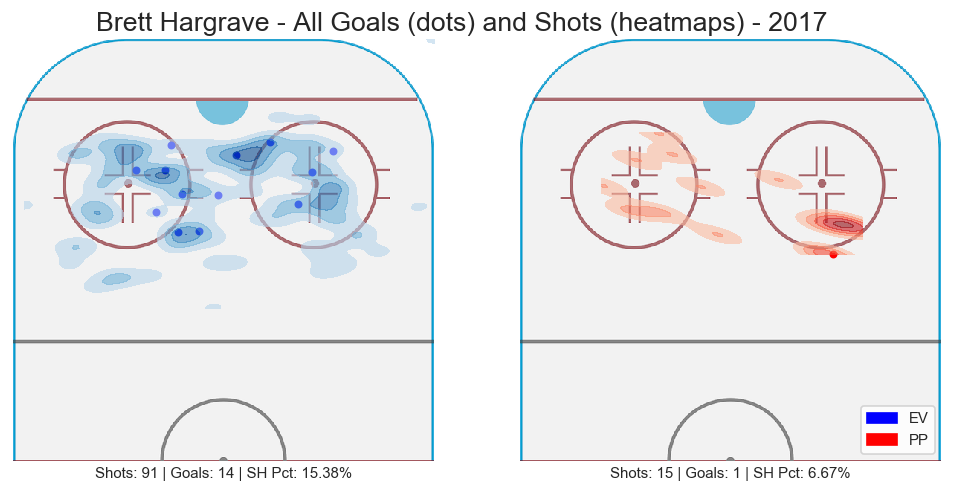 Brett Hargrave - All Goals (dots) and Shots (heatmaps) - 2017
EV
PP
Shots: 91 | Goals: 14 | SH Pct: 15.38%
Shots: 15 | Goals: 1 | SH Pct: 6.67%